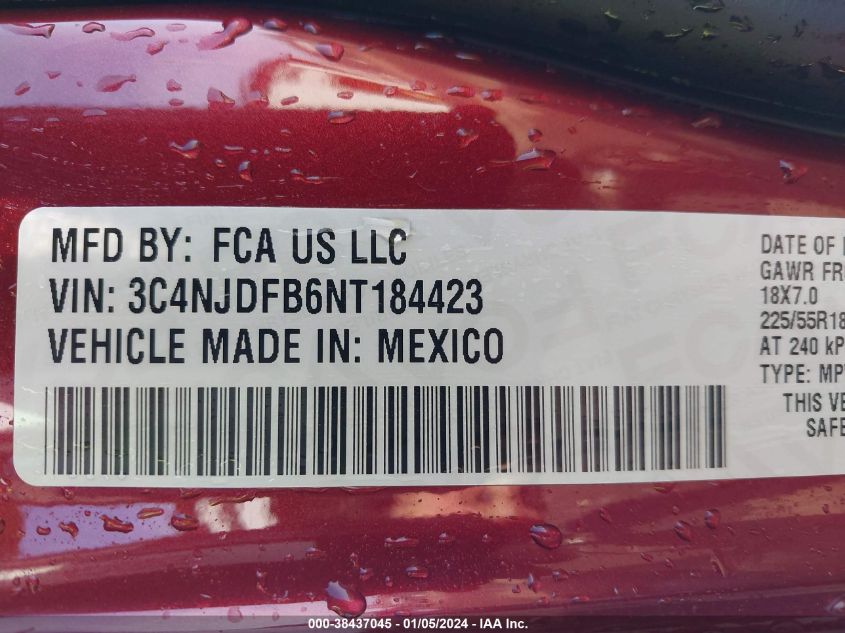 MFD BY: FCA US LLC
VIN: 3C4NJDFB6NT184423
VEHICLE MADE IN: MEXICO
DATE OF
GAWR FR
18X7.0
225/55R18
AT 240 kP
TYPE: MP
THIS VE
SAFE
000-38437045 - 01/05/2024 - IAA Inc.